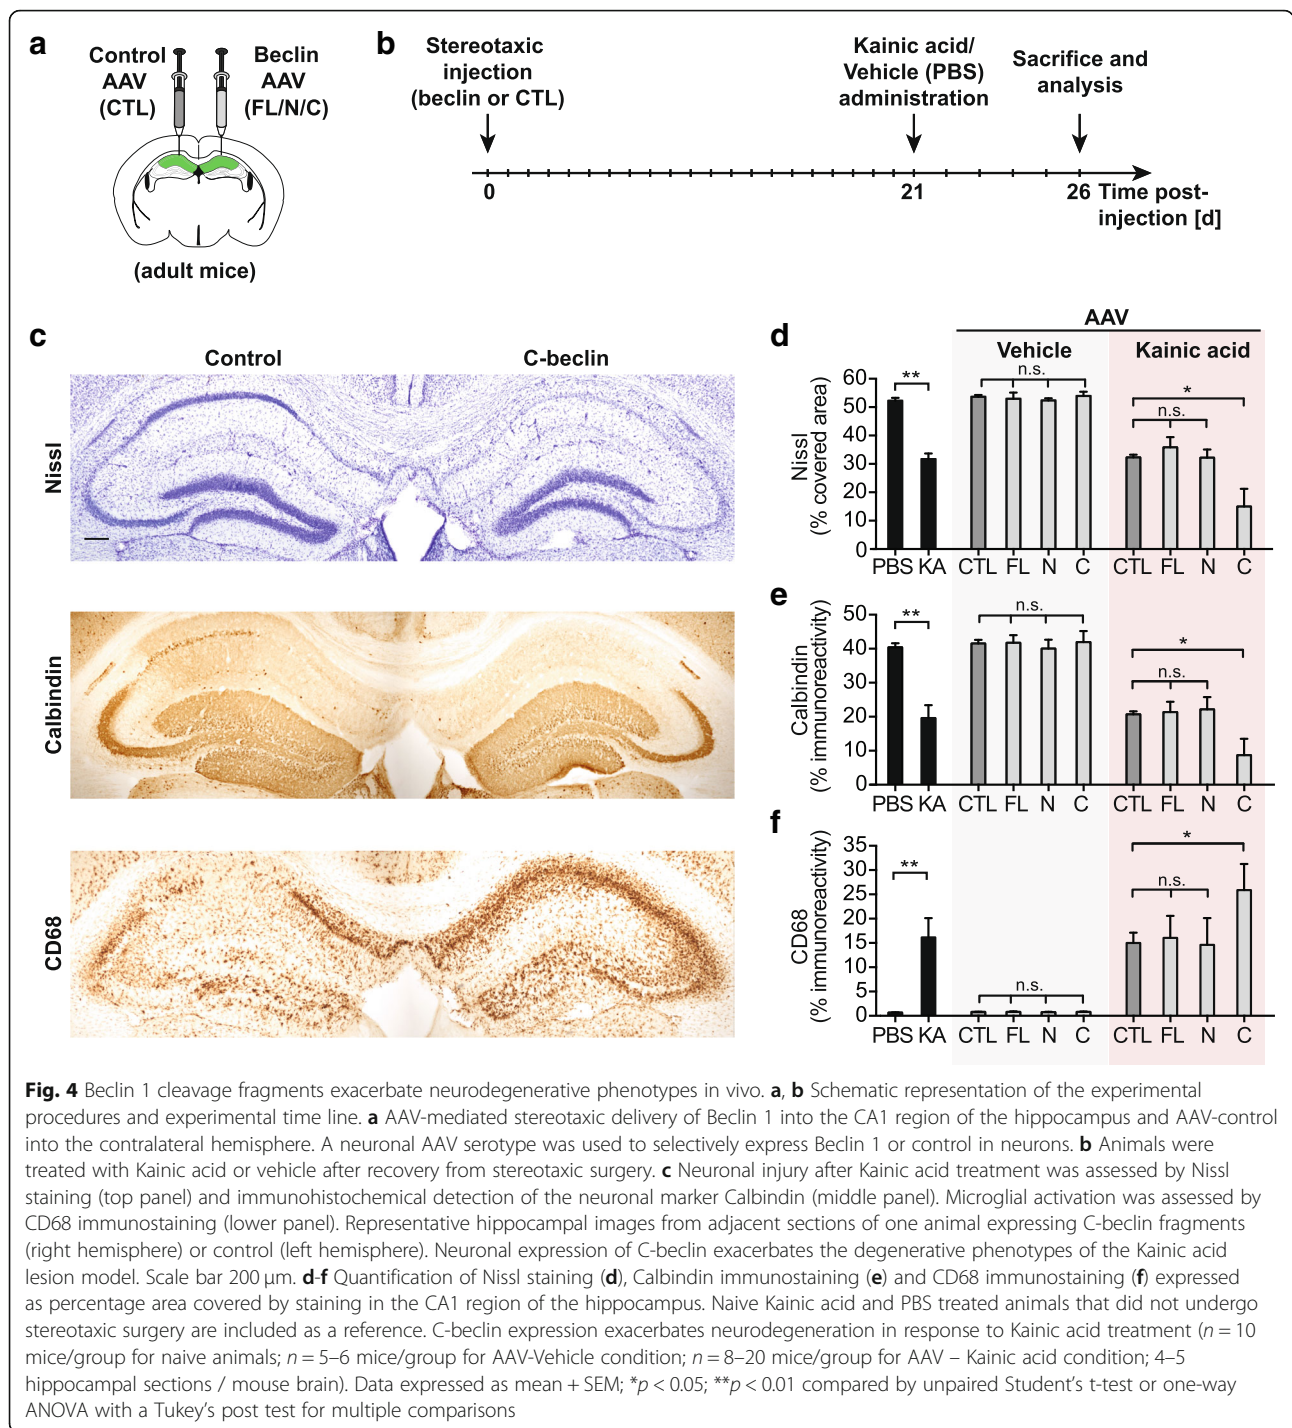 a
Control
AAV
(CTL)
Beclin
AAV
(FL/N/C)
(adult mice)
b
Stereotaxic
injection
(beclin or CTL)
Kainic acid/
Vehicle (PBS)
administration
Sacrifice and
analysis
0
21
26
Time post-
injection [d]
c
Control
C-beclin
Nissl
Calbindin
CD68
AAV
Vehicle
Kainic acid
d
Nissl
(% covered area)
60
50
40
30
20
10
0
**
n.s.
n.s.
*
PBS KA CTL FL N C CTL FL N C
e
Calbindin
(% immunoreactivity)
50
40
30
20
10
0
**
n.s.
n.s.
*
PBS KA CTL FL N C CTL FL N C
f
CD68
(% immunoreactivity)
35
30
25
20
15
10
5
0
**
n.s.
n.s.
*
PBS KA CTL FL N C CTL FL N C
Fig. 4 Beclin 1 cleavage fragments exacerbate neurodegenerative phenotypes in vivo. a, b Schematic representation of the experimental
procedures and experimental time line. a AAV-mediated stereotaxic delivery of Beclin 1 into the CA1 region of the hippocampus and AAV-control
into the contralateral hemisphere. A neuronal AAV serotype was used to selectively express Beclin 1 or control in neurons. b Animals were
treated with Kainic acid or vehicle after recovery from stereotaxic surgery. c Neuronal injury after Kainic acid treatment was assessed by Nissl
staining (top panel) and immunohistochemical detection of the neuronal marker Calbindin (middle panel). Microglial activation was assessed by
CD68 immunostaining (lower panel). Representative hippocampal images from adjacent sections of one animal expressing C-beclin fragments
(right hemisphere) or control (left hemisphere). Neuronal expression of C-beclin exacerbates the degenerative phenotypes of the Kainic acid
lesion model. Scale bar 200 μm. d-f Quantification of Nissl staining (d), Calbindin immunostaining (e) and CD68 immunostaining (f) expressed
as percentage area covered by staining in the CA1 region of the hippocampus. Naive Kainic acid and PBS treated animals that did not undergo
stereotaxic surgery are included as a reference. C-beclin expression exacerbates neurodegeneration in response to Kainic acid treatment (n = 10
mice/group for naive animals; n = 5–6 mice/group for AAV-Vehicle condition; n = 8–20 mice/group for AAV – Kainic acid condition; 4–5
hippocampal sections / mouse brain). Data expressed as mean + SEM; *p < 0.05; **p < 0.01 compared by unpaired Student's t-test or one-way
ANOVA with a Tukey's post test for multiple comparisons